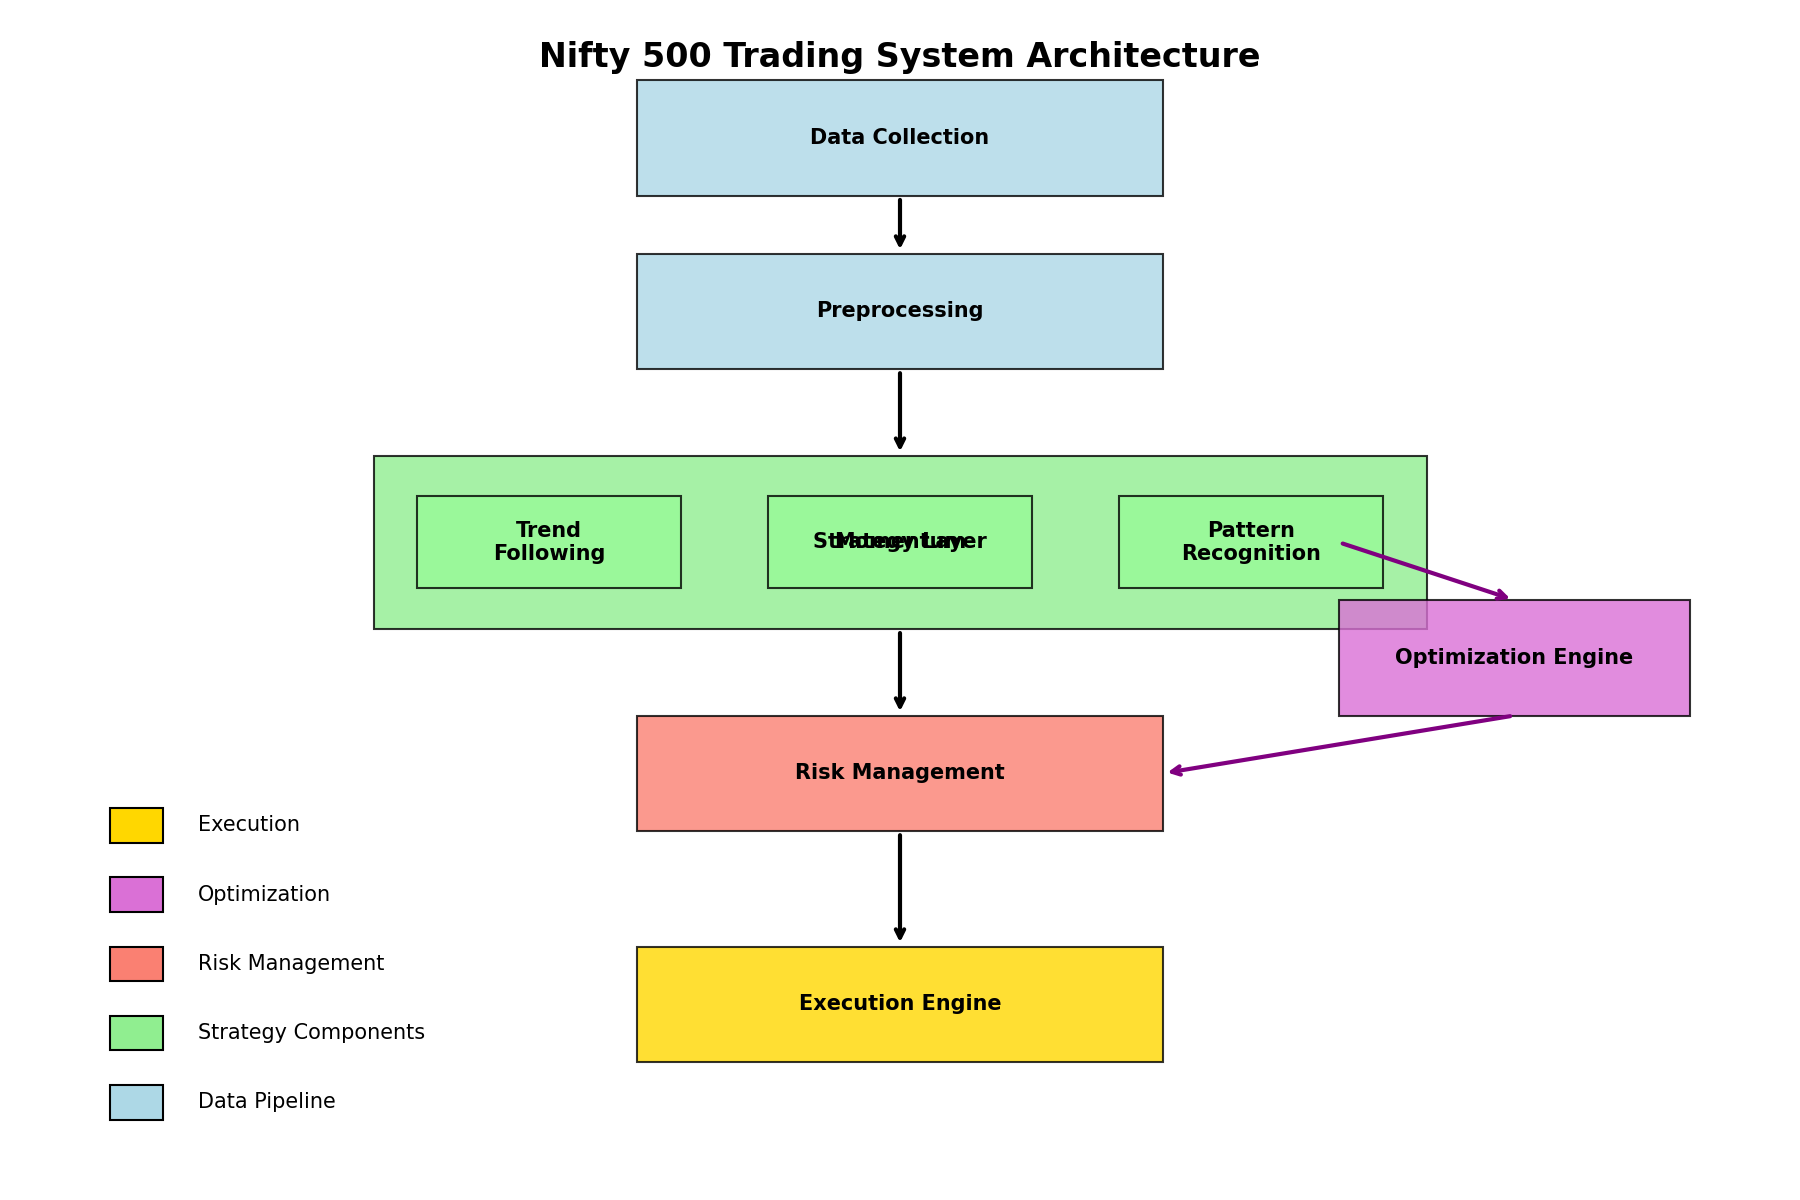 Nifty 500 Trading System Architecture
Data Collection
Preprocessing
Trend
Following
Strategy Layer
Momentum
Pattern
Recognition
Optimization Engine
Risk Management
Execution Engine
Execution
Optimization
Risk Management
Strategy Components
Data Pipeline